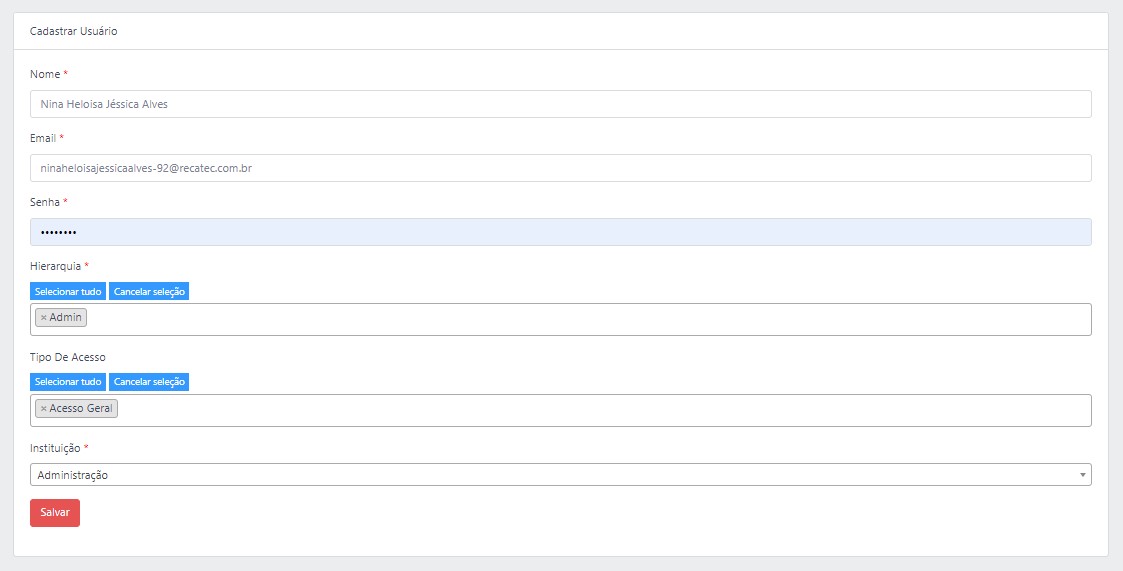 Cadastrar Usuário
Nome *
Nina Heloisa Jéssica Alves
Email *
ninaheloisajessicaalves-92@recatec.com.br
Senha *
••••••••
Hierarquia *
Selecionar tudo Cancelar seleção
× Admin
Tipo De Acesso
Selecionar tudo Cancelar seleção
× Acesso Geral
Instituição *
Administração
Salvar